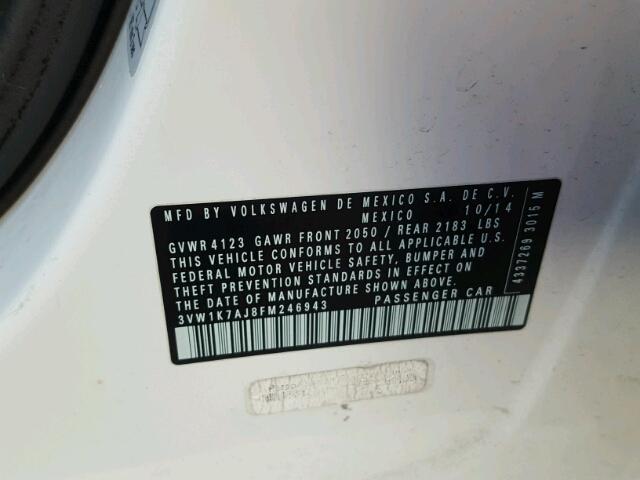 MFD BY VOLKSWAGEN DE MEXICO S.A. DE C.V.
MEXICO 10/14
GVWR 4123 GAWR FRONT 2050 / REAR 2183 LBS
THIS VEHICLE CONFORMS TO ALL APPLICABLE U.S.
FEDERAL MOTOR VEHICLE SAFETY, BUMPER AND
THEFT PREVENTION STANDARDS IN EFFECT ON
THE DATE OF MANUFACTURE SHOWN ABOVE.
3VW1K7AJ8FM246943 PASSENGER CAR
4337269 3015 M